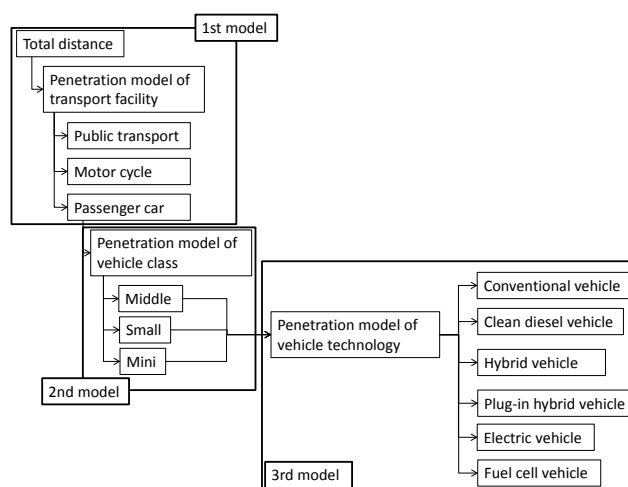 1st model
Total distance
Penetration model of
transport facility
Public transport
Motor cycle
Passenger car
Penetration model of
vehicle class
Middle
Small
Mini
2nd model
Penetration model of
vehicle technology
Conventional vehicle
Clean diesel vehicle
Hybrid vehicle
Plug-in hybrid vehicle
Electric vehicle
Fuel cell vehicle
3rd model